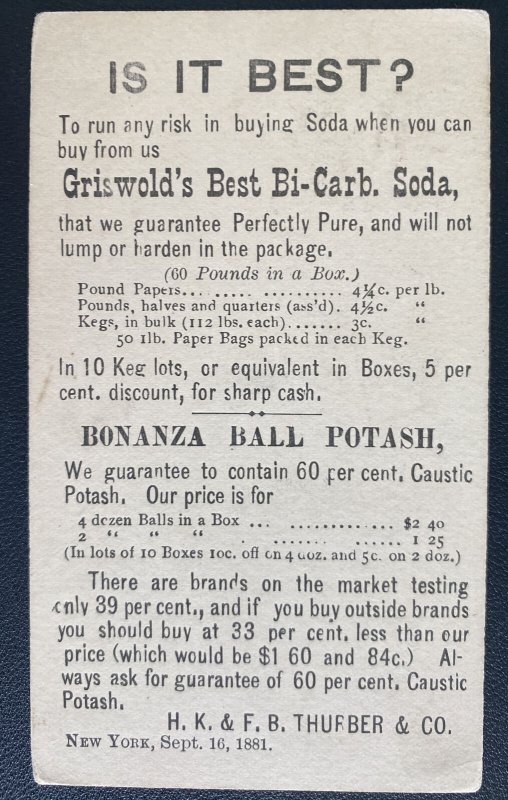 IS IT BEST?
To run any risk in buying Soda when you can
buy from us
Griswold's Best Bi-Carb. Soda,
that we guarantee Perfectly Pure, and will not
lump or harden in the package.
(60 Pounds in a Box.)
Pound Papers... ..... .......... 4¼c. per lb.
Pounds, halves and quarters (ass'd). 4½c. "
Kegs, in bulk (112 lbs. each)....... 3c. "
50 1lb. Paper Bags packed in each Keg.
In 10 Keg lots, or equivalent in Boxes, 5 per
cent. discount, for sharp cash.
BONANZA BALL POTASH,
We guarantee to contain 60 per cent. Caustic
Potash. Our price is for
4 dozen Balls in a Box ... ............. $2 40
2 " " " .. ....... ...... 1 25
(In lots of 10 Boxes 10c. off on 4 doz. and 5c. on 2 doz.)
There are brands on the market testing
only 39 per cent., and if you buy outside brands
you should buy at 33 per cent. less than our
price (which would be $1 60 and 84c.) Al-
ways ask for guarantee of 60 per cent. Caustic
Potash.
H. K. & F. B. THURBER & CO.
NEW YORK, Sept. 16, 1881.